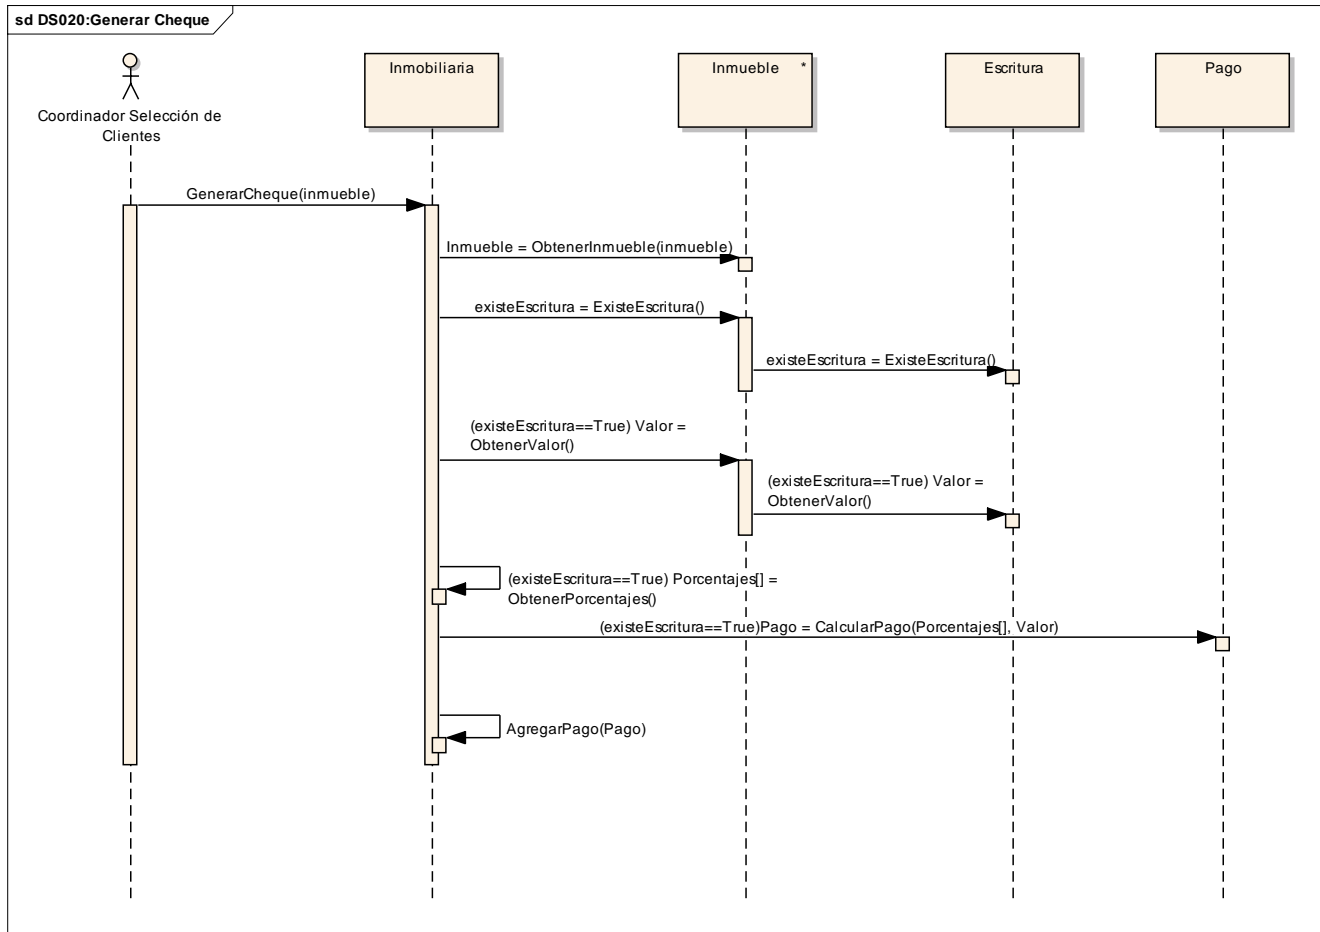 sd DS020:Generar Cheque
Coordinador Selección de
Clientes
Inmobiliaria
Inmueble *
Escritura
Pago
GenerarCheque(inmueble)
Inmueble = ObtenerInmueble(inmueble)
existeEscritura = ExisteEscritura()
existeEscritura = ExisteEscritura()
(existeEscritura==True) Valor =
ObtenerValor()
(existeEscritura==True) Valor =
ObtenerValor()
(existeEscritura==True) Porcentajes[] =
ObtenerPorcentajes()
(existeEscritura==True)Pago = CalcularPago(Porcentajes[], Valor)
AgregarPago(Pago)